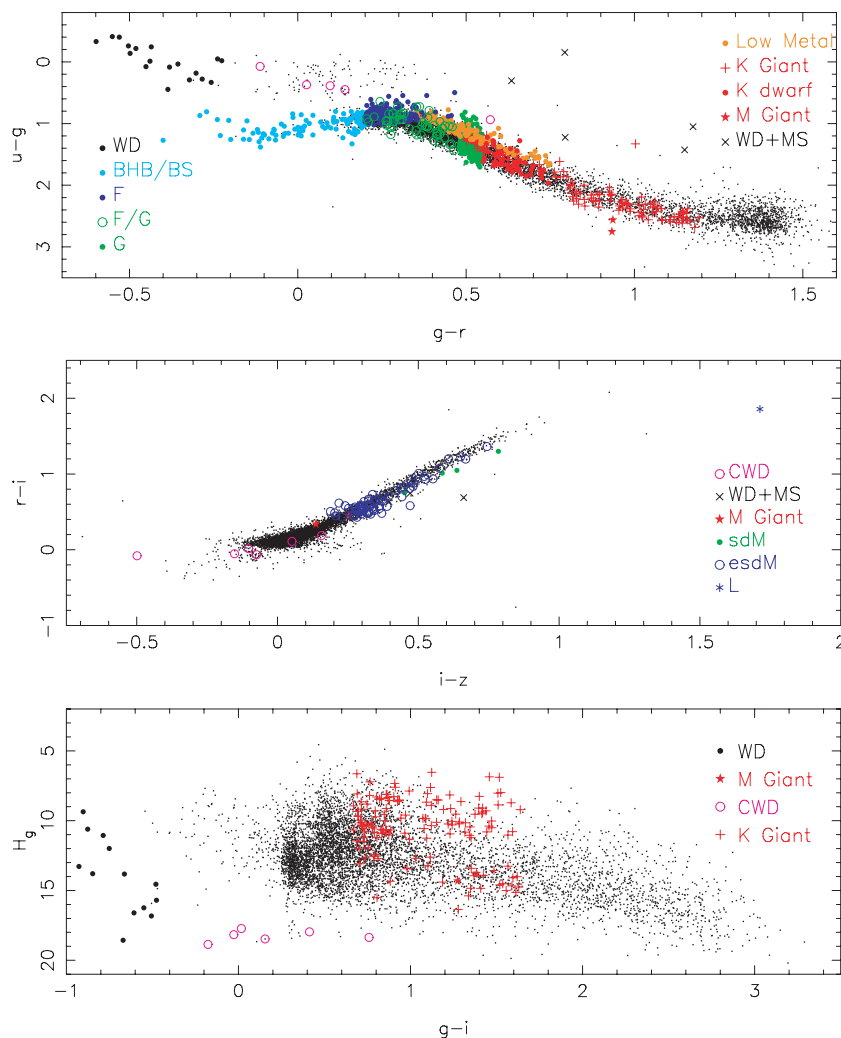 0
1
2
3
u-g
WD
BHB/BS
F
F/G
G
Low Metal
K Giant
K dwarf
M Giant
WD+MS
-0.5
0
0.5
1
1.5
g-r
2
1
0
-1
r-i
CWD
WD+MS
M Giant
sdM
esdM
L
-0.5
0
0.5
1
1.5
2
i-z
5
10
15
20
Hg
WD
M Giant
CWD
K Giant
-1
0
1
2
3
g-i